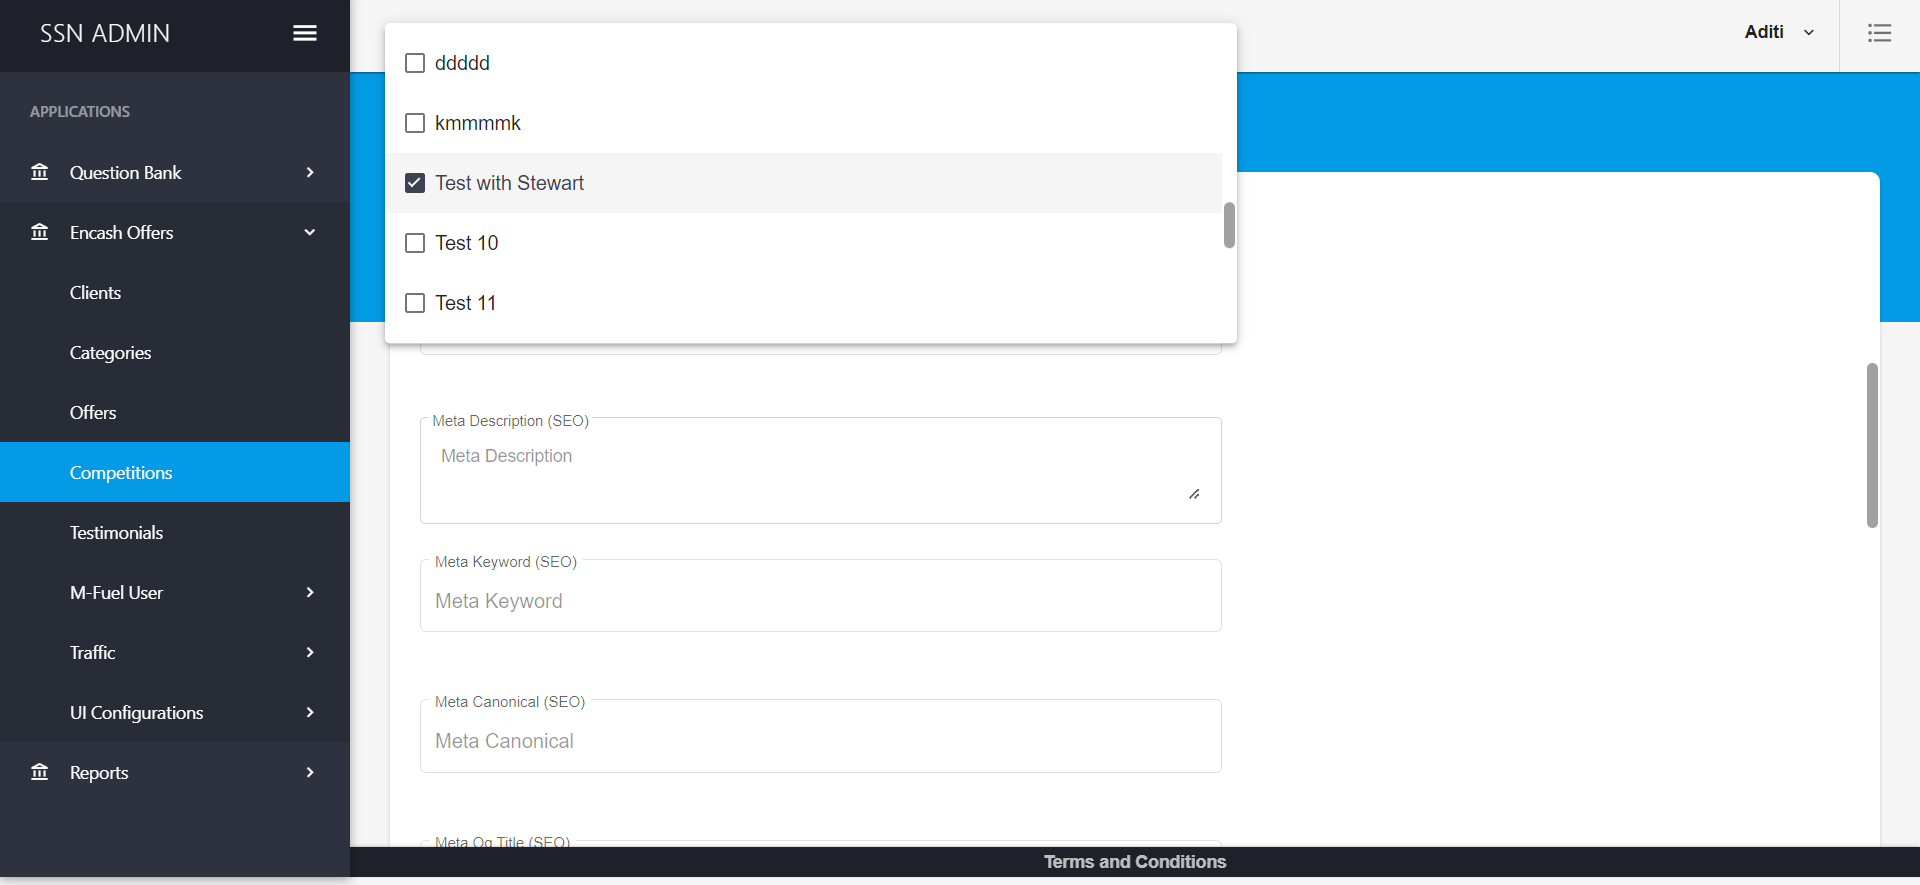 SSN ADMIN
APPLICATIONS
Question Bank
Encash Offers
Clients
Categories
Offers
Competitions
Testimonials
M-Fuel User
Traffic
UI Configurations
Reports
Aditi
ddddd
kmmmmk
Test with Stewart
Test 10
Test 11
Meta Description (SEO)
Meta Description
Meta Keyword (SEO)
Meta Keyword
Meta Canonical (SEO)
Meta Canonical
Meta Og Title (SEO)
Terms and Conditions